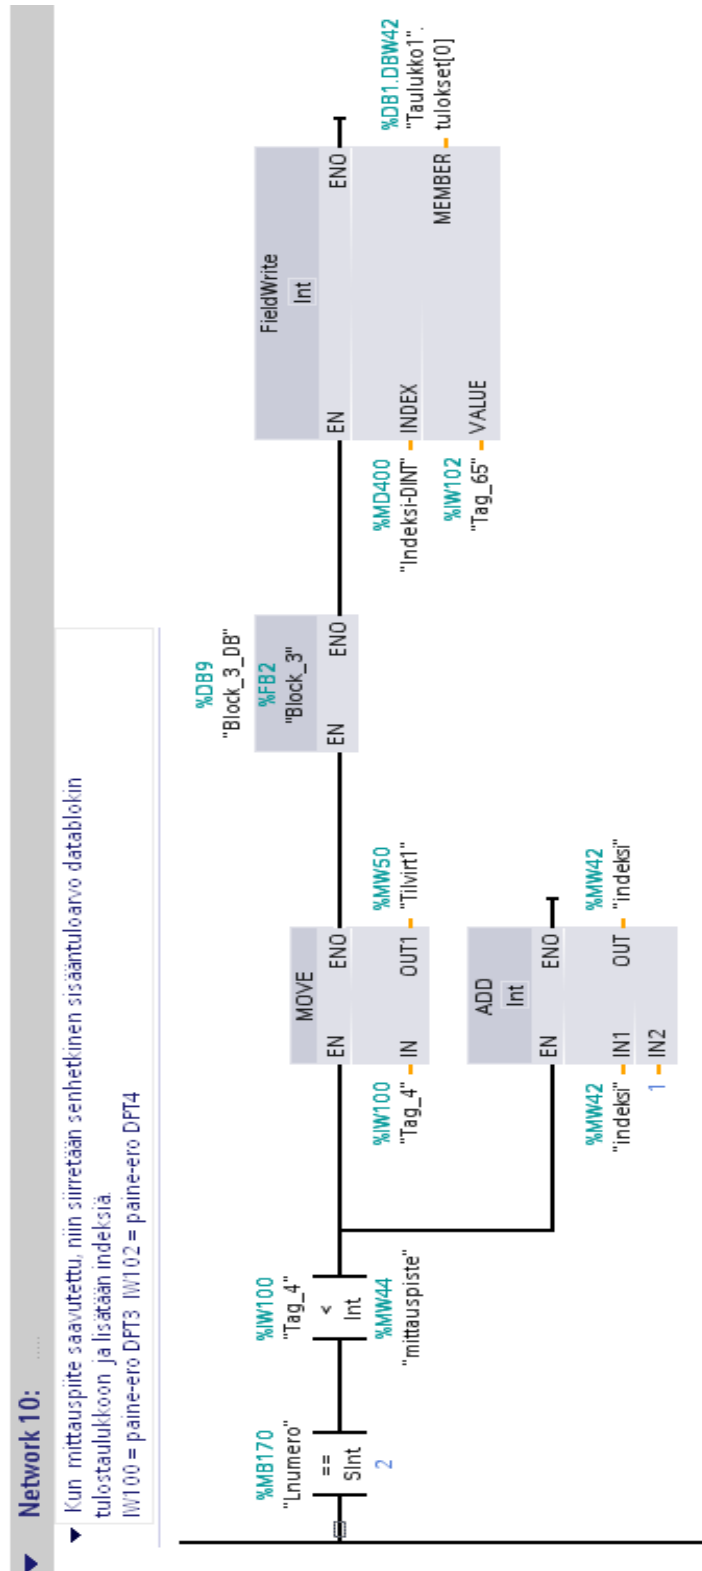 Network 10: .....
Kun mittauspiite saavutettu, niin siirretään senhetkinen sisääntuloarvo datablokin
tulostaulukkoon ja lisätään indeksiä.
IW100 = paine-ero DPT3 IW102 = paine-ero DPT4
%MB170
"Lnumero"
==
SInt
2
%IW100
"Tag_4"
<
Int
%MW44
"mittauspiste"
MOVE
EN
ENO
%IW100
"Tag_4"
IN
OUT1
%MW50
"Tilvirt1"
ADD
Int
EN
ENO
%MW42
"indeksi"
IN1
OUT
%MW42
"indeksi"
1
IN2
%DB9
"Block_3_DB"
%FB2
"Block_3"
EN
ENO
FieldWrite
Int
EN
ENO
%MD400
"Indeksi-DINT"
INDEX
%IW102
"Tag_65"
VALUE
%DB1.DBW42
"Taulukko1".
MEMBER
tulokset[0]